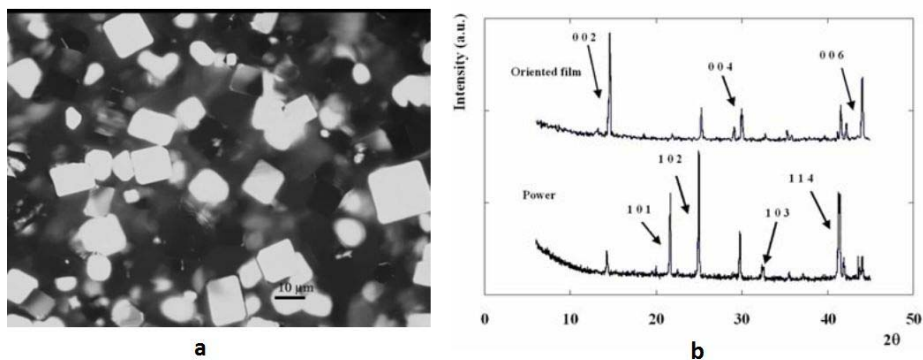 10 µm
a
Intensity (a.u.)
0 0 2
Oriented film
0 0 4
0 0 6
1 0 2
Power
1 0 1
1 0 3
1 1 4
0 10 20 30 40 50
2θ
b